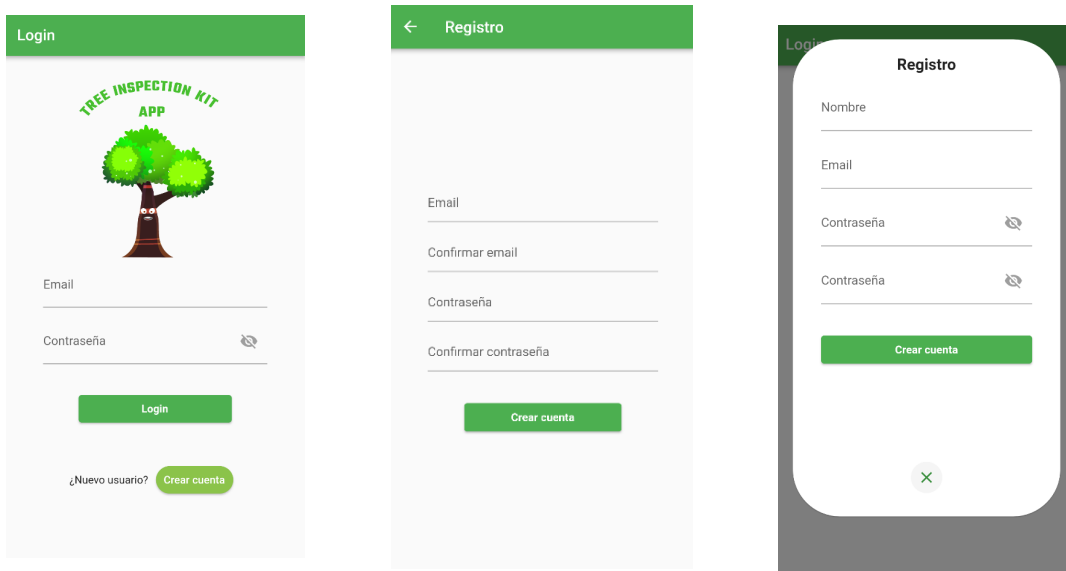 Login
TREE INSPECTION KIT
APP
Email
Contraseña
Login
¿Nuevo usuario? Crear cuenta
Registro
Email
Confirmar email
Contraseña
Confirmar contraseña
Crear cuenta
Login
Registro
Nombre
Email
Contraseña
Contraseña
Crear cuenta